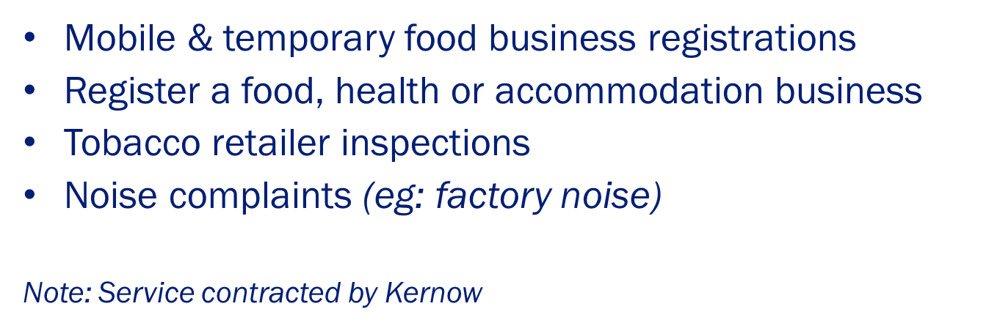 • Mobile & temporary food business registrations
• Register a food, health or accommodation business
• Tobacco retailer inspections
• Noise complaints (eg: factory noise)
Note: Service contracted by Kernow